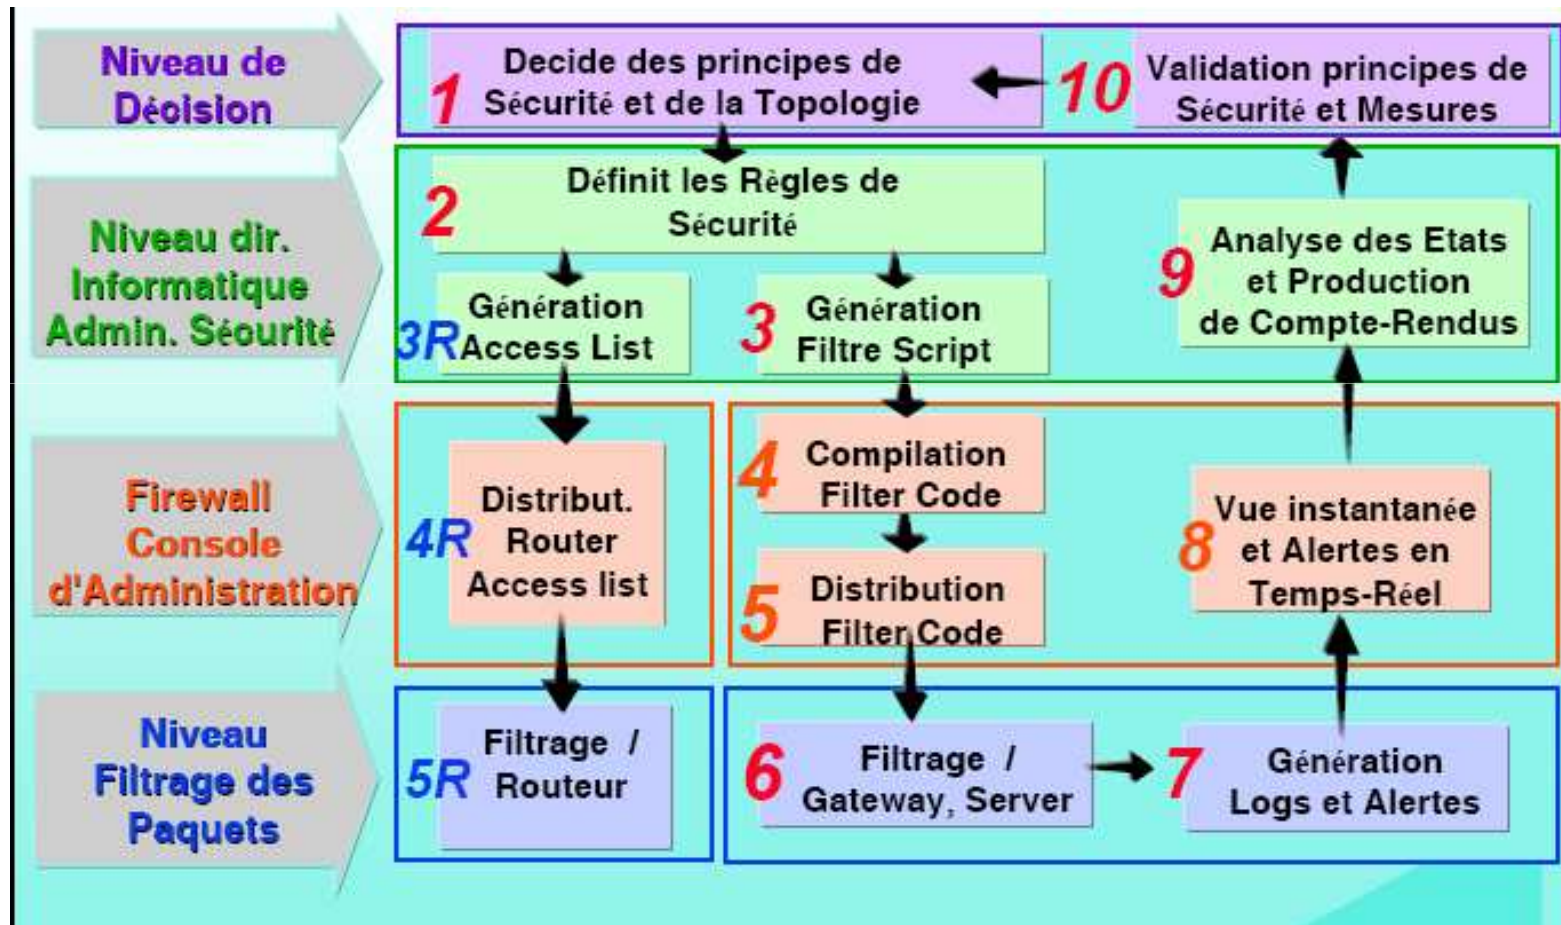 Niveau de
Décision
1
Decide des principes de
Sécurité et de la Topologie
10
Validation principes de
Sécurité et Mesures
Niveau dir.
Informatique
Admin. Sécurité
2
Définit les Règles de
Sécurité
3R
Génération
Access List
3
Génération
Filtre Script
9
Analyse des Etats
et Production
de Compte-Rendus
Firewall
Console
d'Administration
4R
Distribut.
Router
Access list
4
Compilation
Filter Code
5
Distribution
Filter Code
8
Vue instantanée
et Alertes en
Temps-Réel
Niveau
Filtrage des
Paquets
5R
Filtrage /
Routeur
6
Filtrage /
Gateway, Server
7
Génération
Logs et Alertes